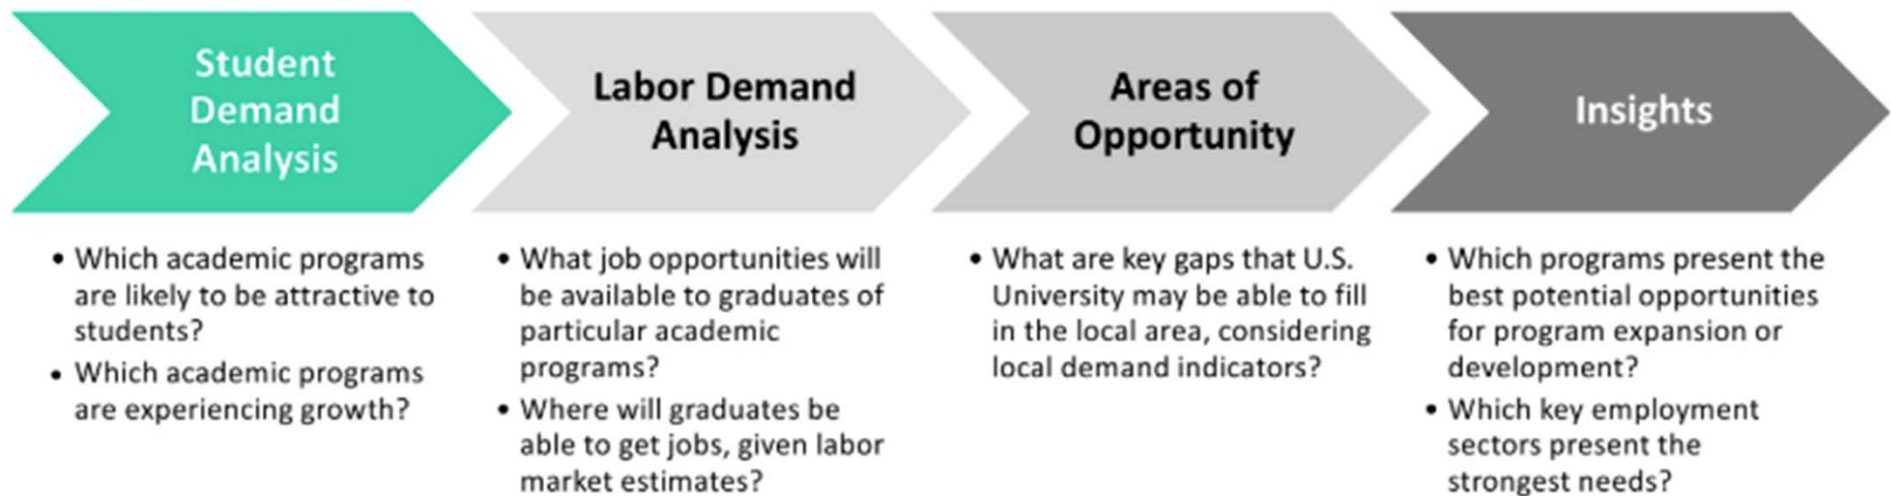 Student
Demand
Analysis
Labor Demand
Analysis
Areas of
Opportunity
Insights
• Which academic programs
are likely to be attractive to
students?
• Which academic programs
are experiencing growth?
• What job opportunities will
be available to graduates of
particular academic
programs?
• Where will graduates be
able to get jobs, given labor
market estimates?
• What are key gaps that U.S.
University may be able to fill
in the local area, considering
local demand indicators?
• Which programs present the
best potential opportunities
for program expansion or
development?
• Which key employment
sectors present the
strongest needs?